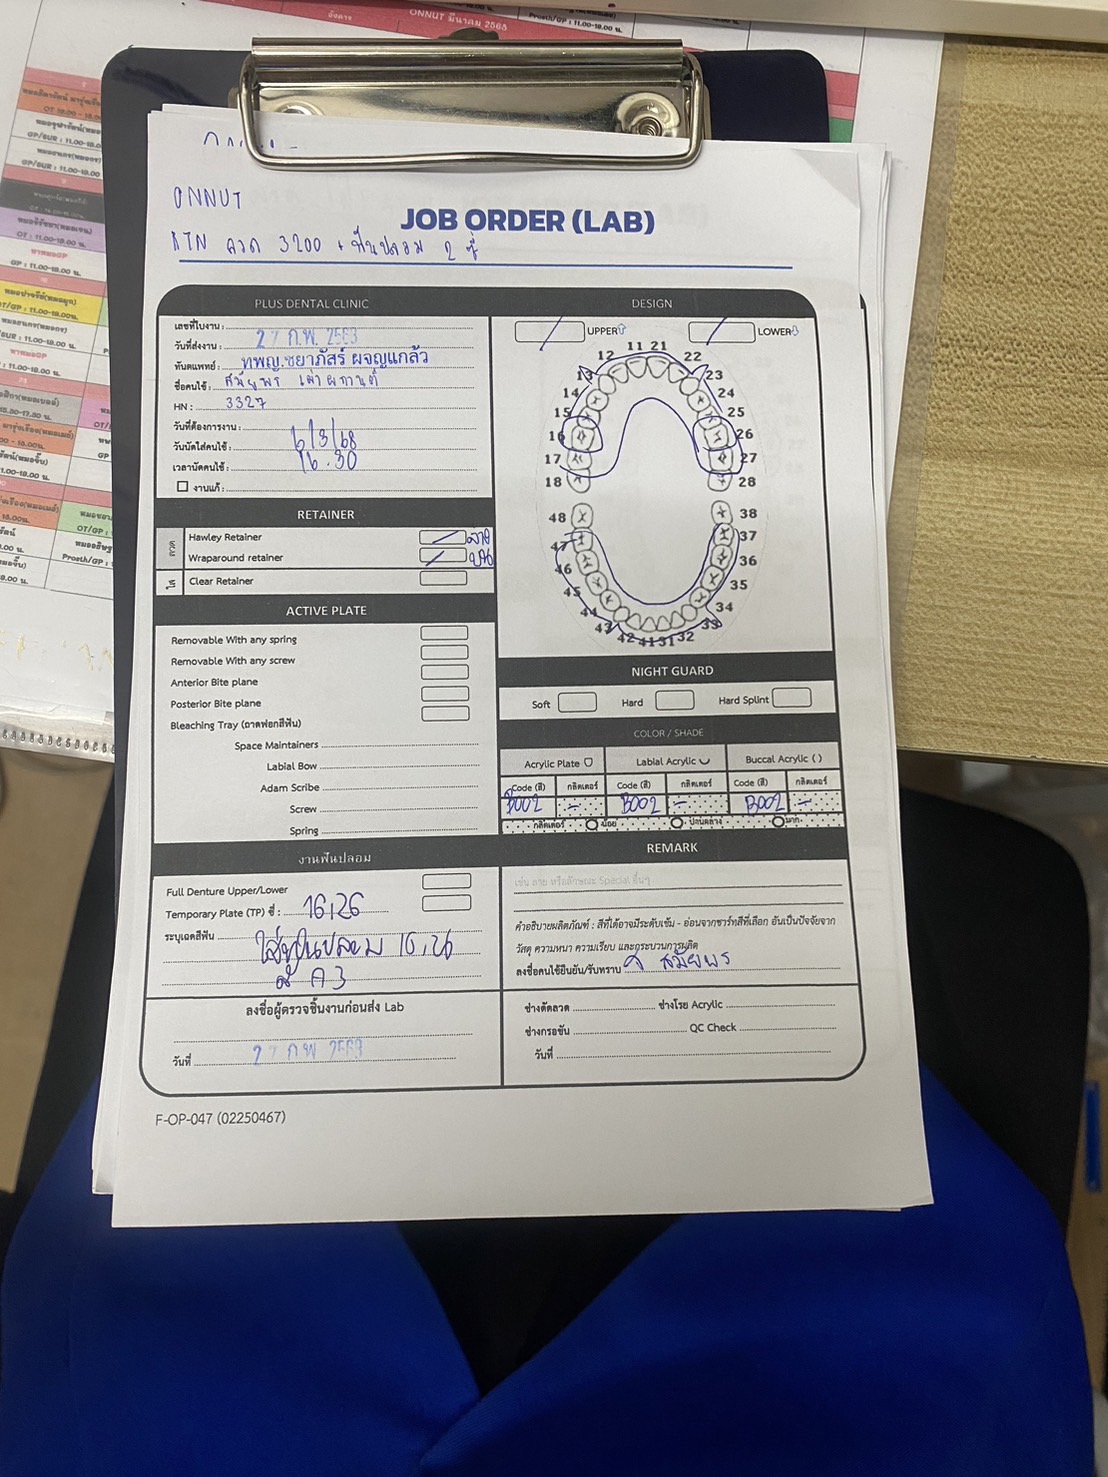 ONNUT มีนาคม 2568
ONNUT
JOB ORDER (LAB)
RTN ลวด 3200 + ฟันปลอม 2 ซี่
PLUS DENTAL CLINIC
เลขที่ใบงาน :
วันที่ส่งงาน : 27 ก.พ. 2563
ทันตแพทย์ : ทพญ.ชยาภัสร์ ผจญแกล้ว
ชื่อคนไข้ :
HN : 3327
วันที่ต้องการงาน :
วันนัดใส่คนไข้ : 6/3/68
เวลานัดคนไข้ : 16.30
งานแก้ :
RETAINER
ลวด
Hawley Retainer ล่าง
Wraparound retainer บน
ใส
Clear Retainer
ACTIVE PLATE
Removable With any spring
Removable With any screw
Anterior Bite plane
Posterior Bite plane
Bleaching Tray (ถาดฟอกสีฟัน)
Space Maintainers
Labial Bow
Adam Scribe
Screw
Spring
งานฟันปลอม
Full Denture Upper/Lower
Temporary Plate (TP) ซี่ : 16,26
ระบุเฉดสีฟัน ใส่ฟันปลอม 16,26
สี A3
ลงชื่อผู้ตรวจชิ้นงานก่อนส่ง Lab
วันที่ 27 ก.พ. 2563
DESIGN
UPPER LOWER
11 21
12 22
13 23
14 24
15 25
16 26
17 27
18 28
48 38
47 37
46 36
45 35
44 34
43 33
42 41 31 32
NIGHT GUARD
Soft Hard Hard Splint
COLOR / SHADE
Acrylic Plate Labial Acrylic Buccal Acrylic ( )
Code (สี) กลิตเตอร์ Code (สี) กลิตเตอร์ Code (สี) กลิตเตอร์
B002 - B002 - B002 -
กลิตเตอร์ น้อย ปานกลาง มาก
REMARK
เช่น ลาย หรือลักษณะ Special อื่นๆ
คำอธิบายผลิตภัณฑ์ : สีที่ได้อาจมีระดับเข้ม - อ่อนจากชาร์ทสีที่เลือก อันเป็นปัจจัยจาก
วัสดุ ความหนา ความเรียบ และกระบวนการผลิต
ลงชื่อคนไข้ยืนยัน/รับทราบ
ช่างดัดลวด ช่างโรย Acrylic
ช่างกรอขัน QC Check
วันที่
F-OP-047 (02250467)